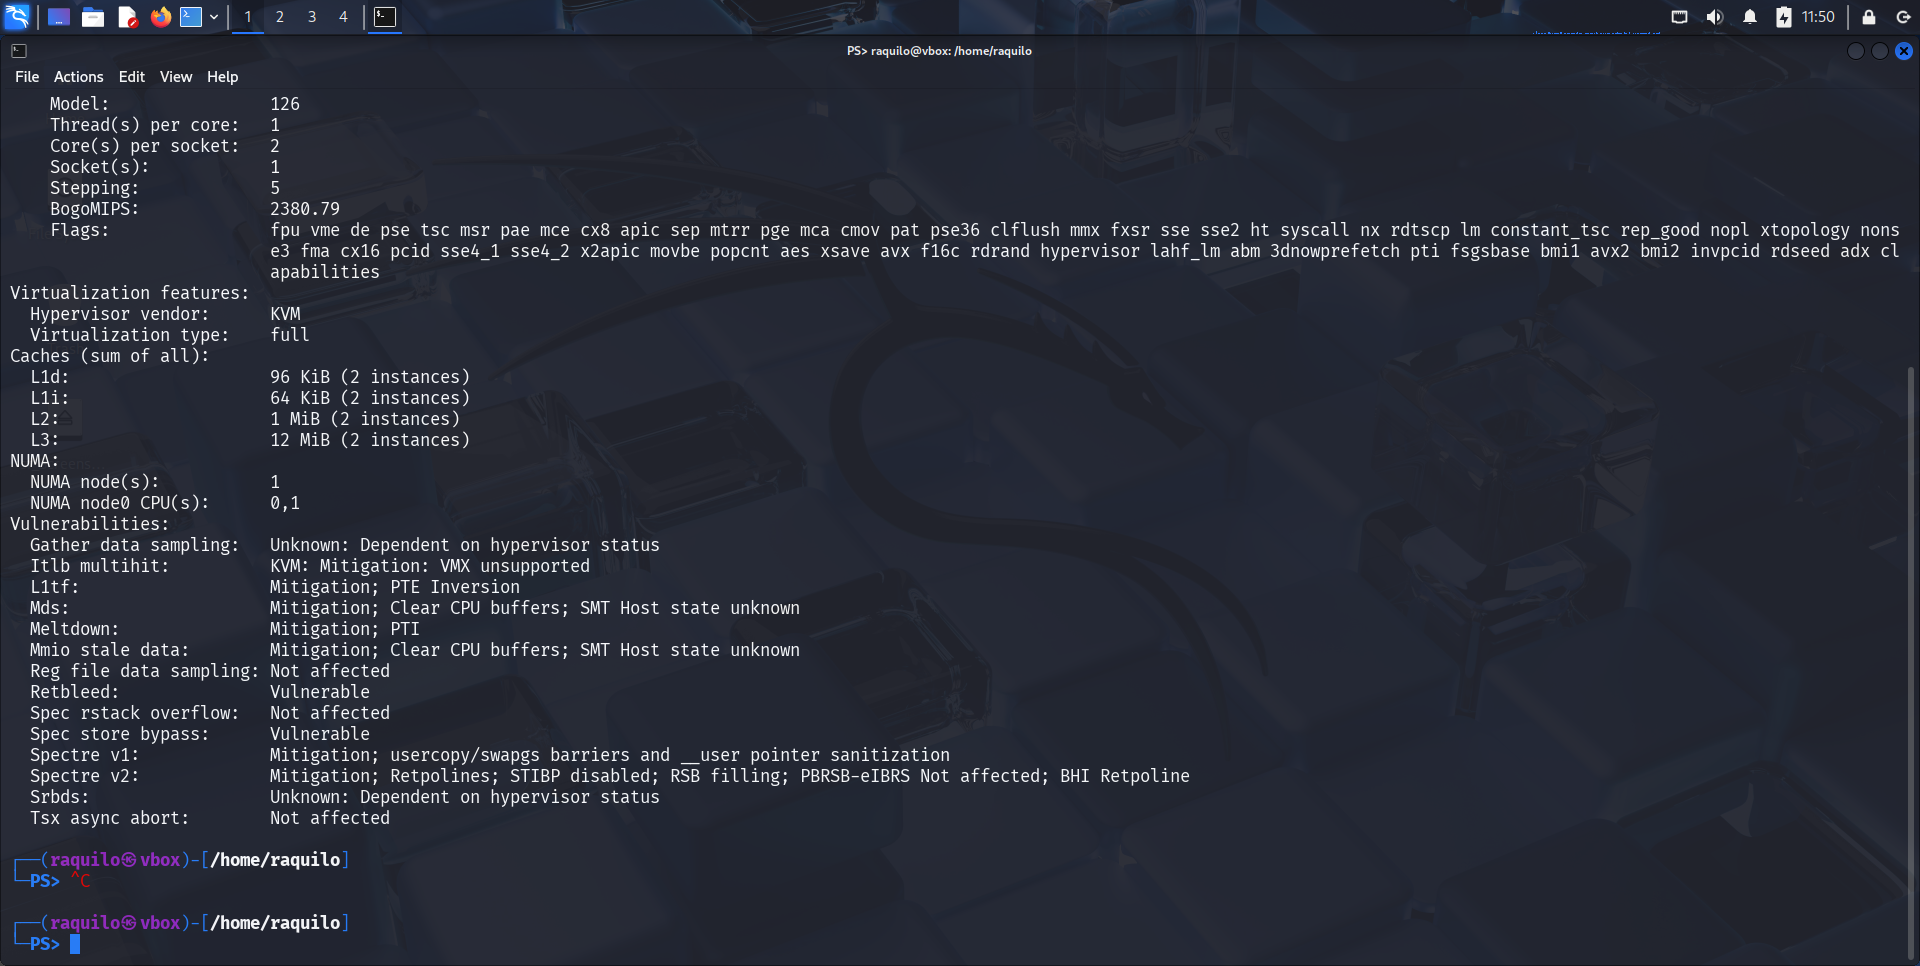 1 2 3 4 11:50
PS> raquilo@vbox: /home/raquilo
File Actions Edit View Help
Model: 126
Thread(s) per core: 1
Core(s) per socket: 2
Socket(s): 1
Stepping: 5
BogoMIPS: 2380.79
Flags: fpu vme de pse tsc msr pae mce cx8 apic sep mtrr pge mca cmov pat pse36 clflush mmx fxsr sse sse2 ht syscall nx rdtscp lm constant_tsc rep_good nopl xtopology nons
e3 fma cx16 pcid sse4_1 sse4_2 x2apic movbe popcnt aes xsave avx f16c rdrand hypervisor lahf_lm abm 3dnowprefetch pti fsgsbase bmi1 avx2 bmi2 invpcid rdseed adx cl
apabilities
Virtualization features:
Hypervisor vendor: KVM
Virtualization type: full
Caches (sum of all):
L1d: 96 KiB (2 instances)
L1i: 64 KiB (2 instances)
L2: 1 MiB (2 instances)
L3: 12 MiB (2 instances)
NUMA:
NUMA node(s): 1
NUMA node0 CPU(s): 0,1
Vulnerabilities:
Gather data sampling: Unknown: Dependent on hypervisor status
Itlb multihit: KVM: Mitigation: VMX unsupported
L1tf: Mitigation; PTE Inversion
Mds: Mitigation; Clear CPU buffers; SMT Host state unknown
Meltdown: Mitigation; PTI
Mmio stale data: Mitigation; Clear CPU buffers; SMT Host state unknown
Reg file data sampling: Not affected
Retbleed: Vulnerable
Spec rstack overflow: Not affected
Spec store bypass: Vulnerable
Spectre v1: Mitigation; usercopy/swapgs barriers and __user pointer sanitization
Spectre v2: Mitigation; Retpolines; STIBP disabled; RSB filling; PBRSB-eIBRS Not affected; BHI Retpoline
Srbds: Unknown: Dependent on hypervisor status
Tsx async abort: Not affected
┌──(raquilo㉿vbox)-[/home/raquilo]
└─PS> ^C
┌──(raquilo㉿vbox)-[/home/raquilo]
└─PS>